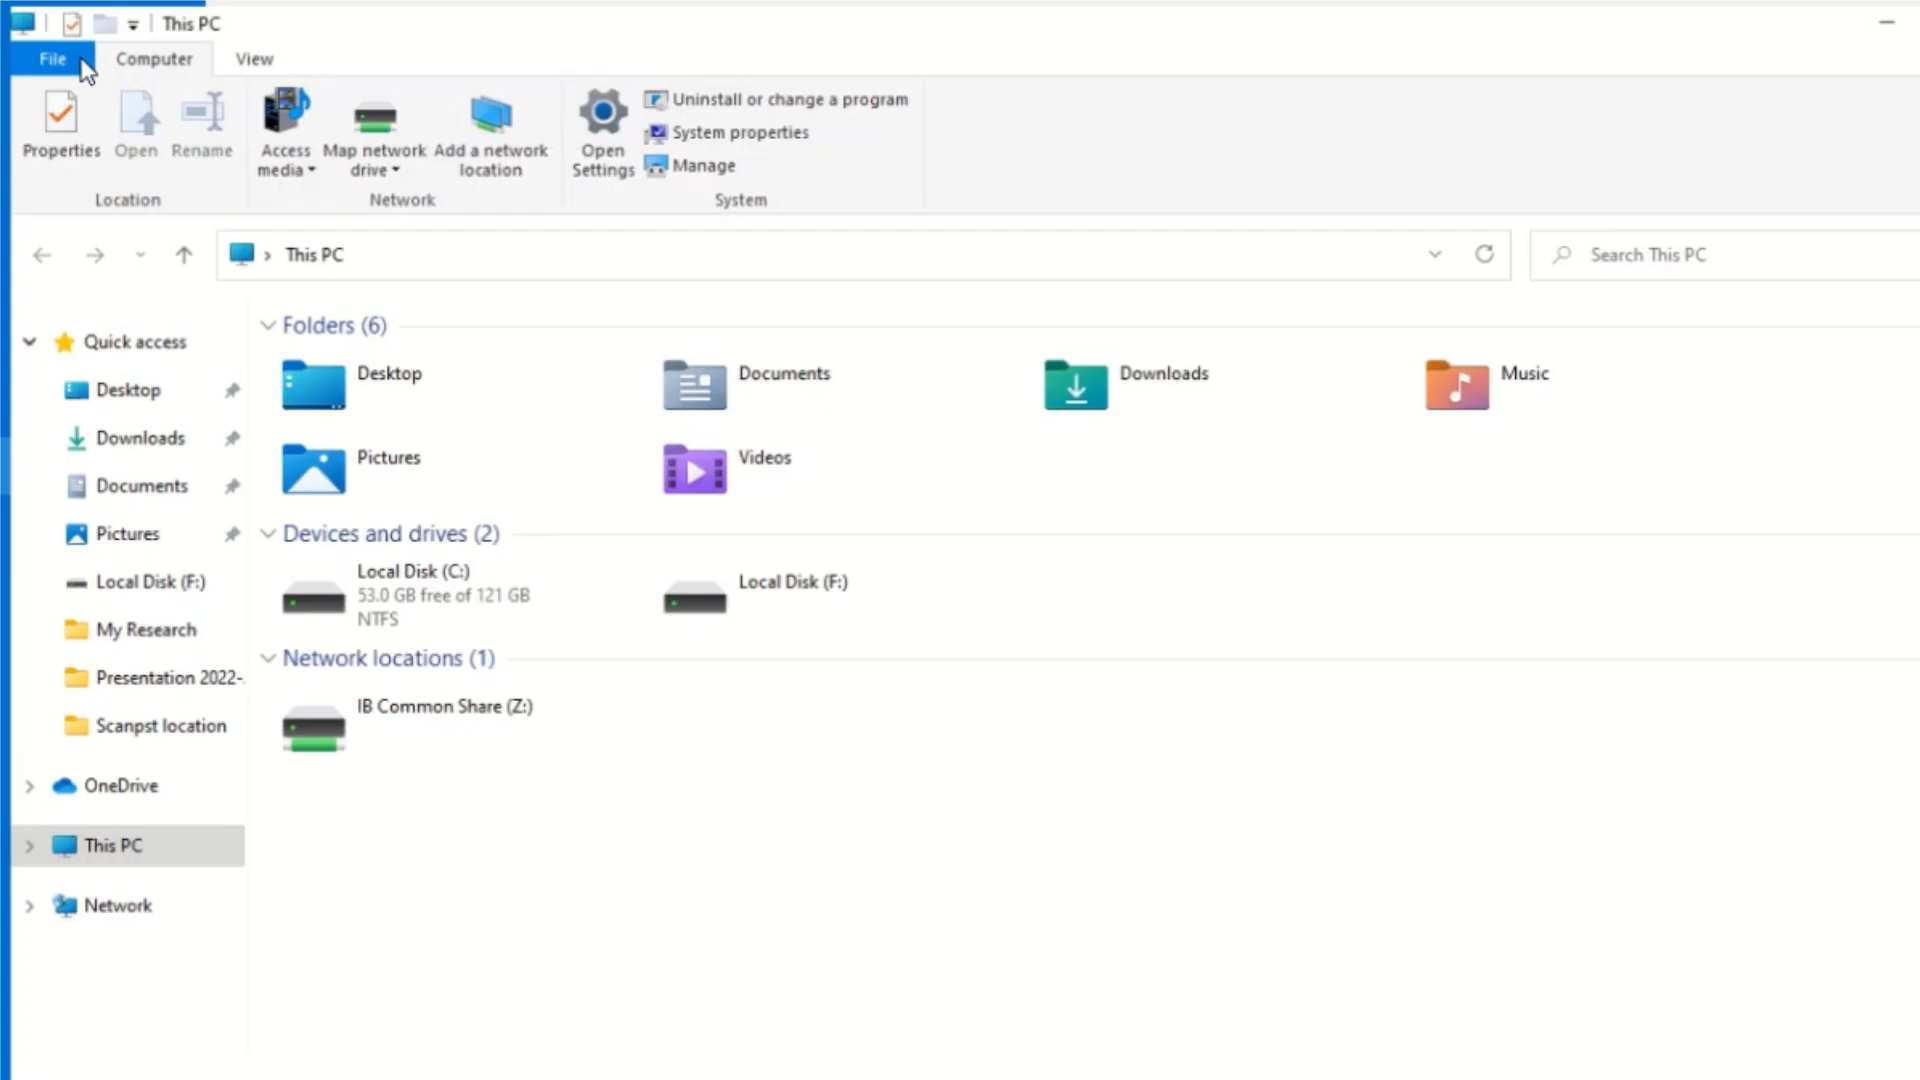 This PC
File
Computer
View
Properties
Open
Rename
Access media
Map network drive
Add a network location
Open Settings
Uninstall or change a program
System properties
Manage
Location
Network
System
This PC
Search This PC
Quick access
Desktop
Downloads
Documents
Pictures
Local Disk (F:)
My Research
Presentation 2022-
Scanpst location
OneDrive
This PC
Network
Folders (6)
Desktop
Documents
Downloads
Music
Pictures
Videos
Devices and drives (2)
Local Disk (C:)
53.0 GB free of 121 GB
NTFS
Local Disk (F:)
Network locations (1)
IB Common Share (Z:)